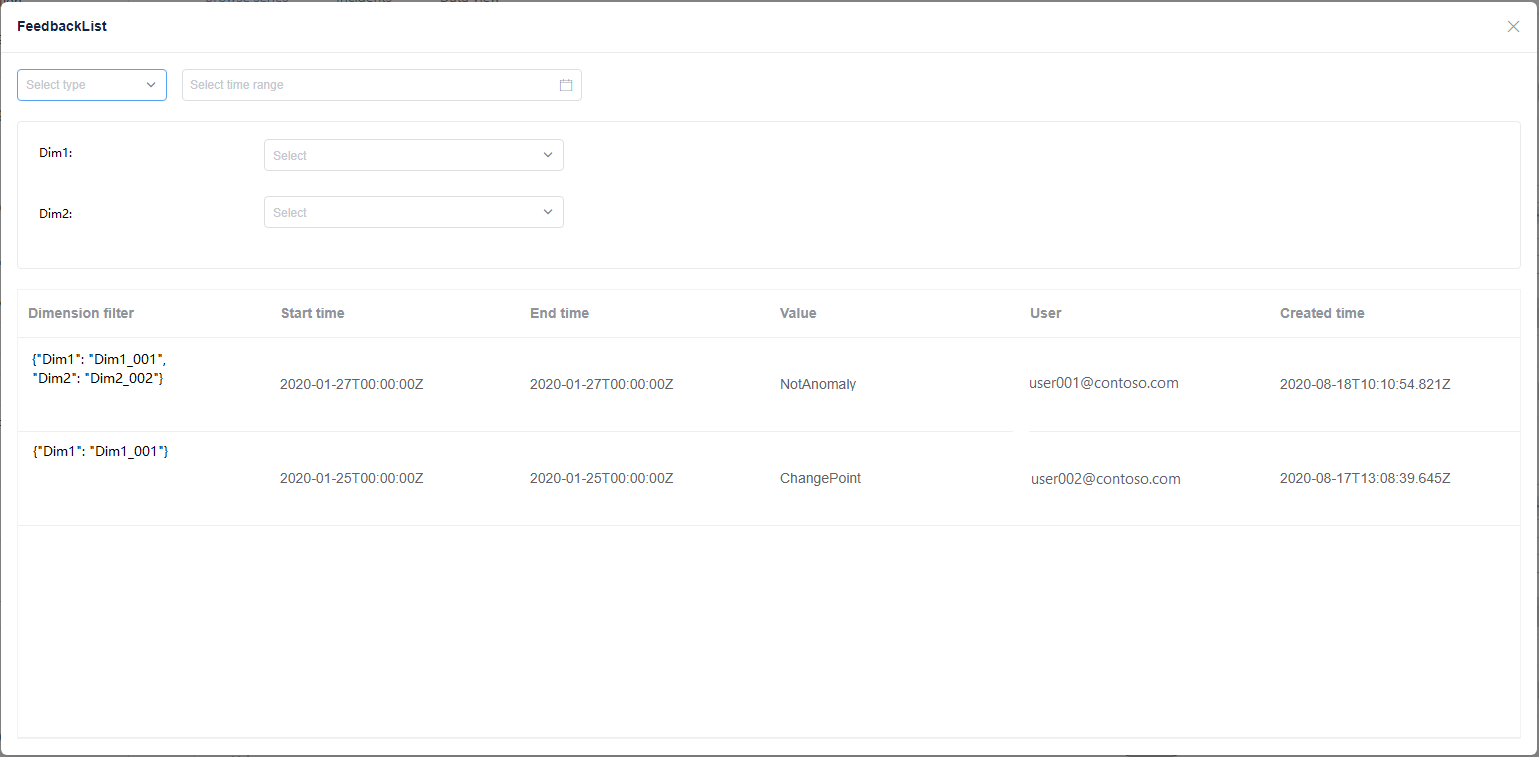 FeedbackList
Select type
Select time range
Dim1:
Select
Dim2:
Select
Dimension filter Start time End time Value User Created time
{"Dim1": "Dim1_001",
"Dim2": "Dim2_002"}
2020-01-27T00:00:00Z 2020-01-27T00:00:00Z NotAnomaly user001@contoso.com 2020-08-18T10:10:54.821Z
{"Dim1": "Dim1_001"}
2020-01-25T00:00:00Z 2020-01-25T00:00:00Z ChangePoint user002@contoso.com 2020-08-17T13:08:39.645Z